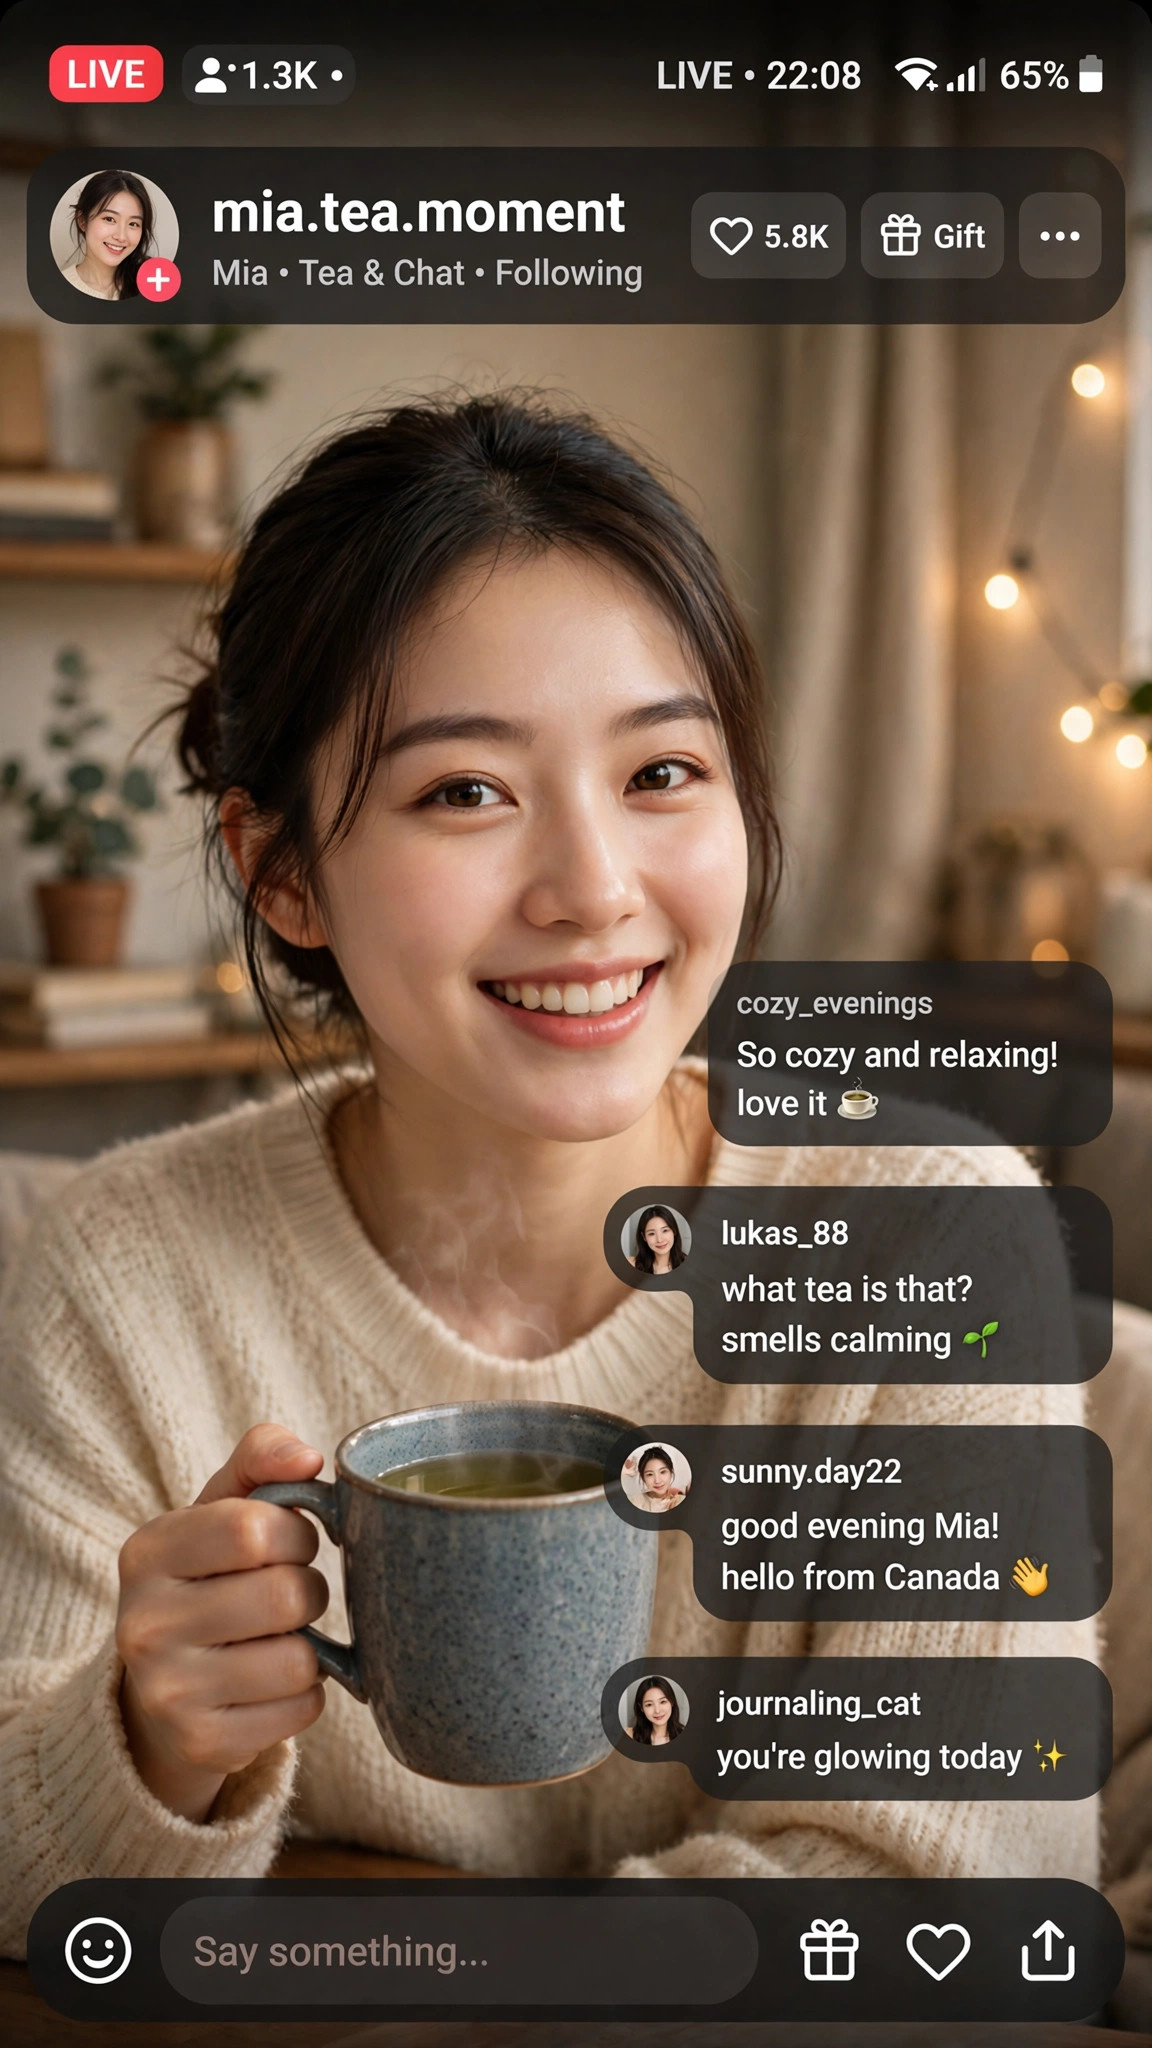 LIVE 1.3K • LIVE • 22:08 65%
mia.tea.moment
Mia • Tea & Chat • Following
5.8K
Gift
cozy_evenings
So cozy and relaxing!
love it ☕
lukas_88
what tea is that?
smells calming 🌱
sunny.day22
good evening Mia!
hello from Canada 👋
journaling_cat
you're glowing today ✨
Say something...